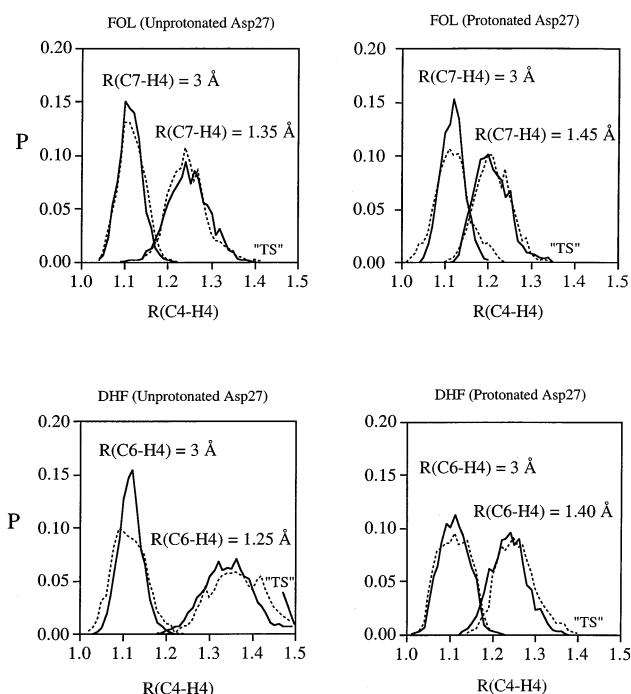 FOL (Unprotonated Asp27)
R(C7-H4) = 3 Å
R(C7-H4) = 1.35 Å
"TS"
P
0.20
0.15
0.10
0.05
0.00
1.0 1.1 1.2 1.3 1.4 1.5
R(C4-H4)
FOL (Protonated Asp27)
R(C7-H4) = 3 Å
R(C7-H4) = 1.45 Å
"TS"
0.20
0.15
0.10
0.05
0.00
1.0 1.1 1.2 1.3 1.4 1.5
R(C4-H4)
DHF (Unprotonated Asp27)
R(C6-H4) = 3 Å
R(C6-H4) = 1.25 Å
"TS"
P
0.20
0.15
0.10
0.05
0.00
1.0 1.1 1.2 1.3 1.4 1.5
R(C4-H4)
DHF (Protonated Asp27)
R(C6-H4) = 3 Å
R(C6-H4) = 1.40 Å
"TS"
0.20
0.15
0.10
0.05
0.00
1.0 1.1 1.2 1.3 1.4 1.5
R(C4-H4)